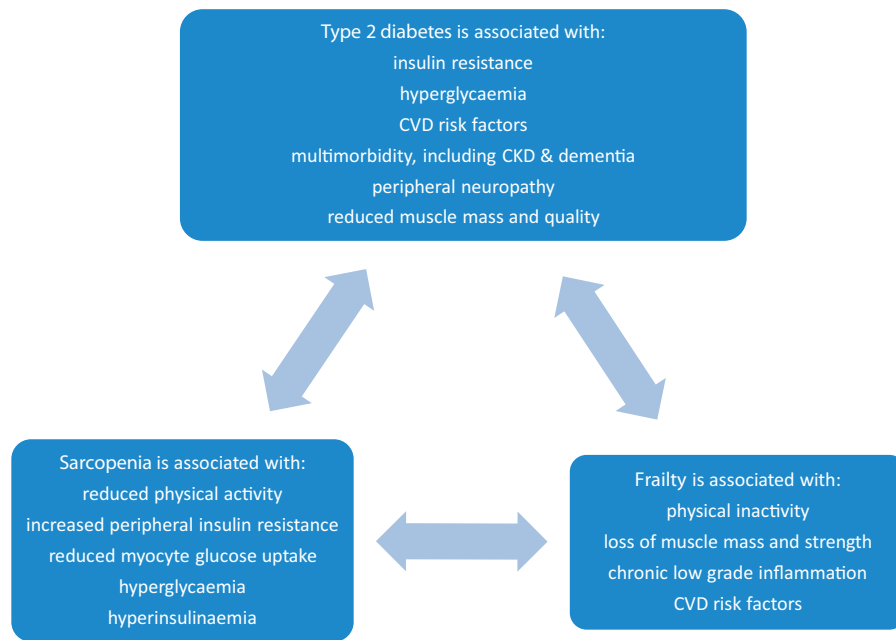 Type 2 diabetes is associated with:
insulin resistance
hyperglycaemia
CVD risk factors
multimorbidity, including CKD & dementia
peripheral neuropathy
reduced muscle mass and quality
Sarcopenia is associated with:
reduced physical activity
increased peripheral insulin resistance
reduced myocyte glucose uptake
hyperglycaemia
hyperinsulinaemia
Frailty is associated with:
physical inactivity
loss of muscle mass and strength
chronic low grade inflammation
CVD risk factors